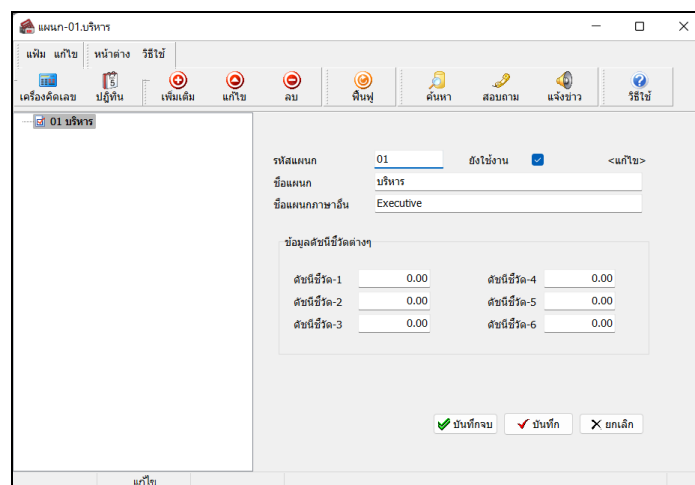 แผนก-01.บริหาร
แฟ้ม แก้ไข หน้าต่าง วิธีใช้
เครื่องคิดเลข ปฏิทิน เพิ่มเติม แก้ไข ลบ ฟื้นฟู ค้นหา สอบถาม แจ้งข่าว วิธีใช้
01 บริหาร
รหัสแผนก 01 ยังใช้งาน <แก้ไข>
ชื่อแผนก บริหาร
ชื่อแผนกภาษาอื่น Executive
ข้อมูลดัชนีชี้วัดต่างๆ
ดัชนีชี้วัด-1 0.00 ดัชนีชี้วัด-4 0.00
ดัชนีชี้วัด-2 0.00 ดัชนีชี้วัด-5 0.00
ดัชนีชี้วัด-3 0.00 ดัชนีชี้วัด-6 0.00
บันทึกจบ บันทึก ยกเลิก
แก้ไข